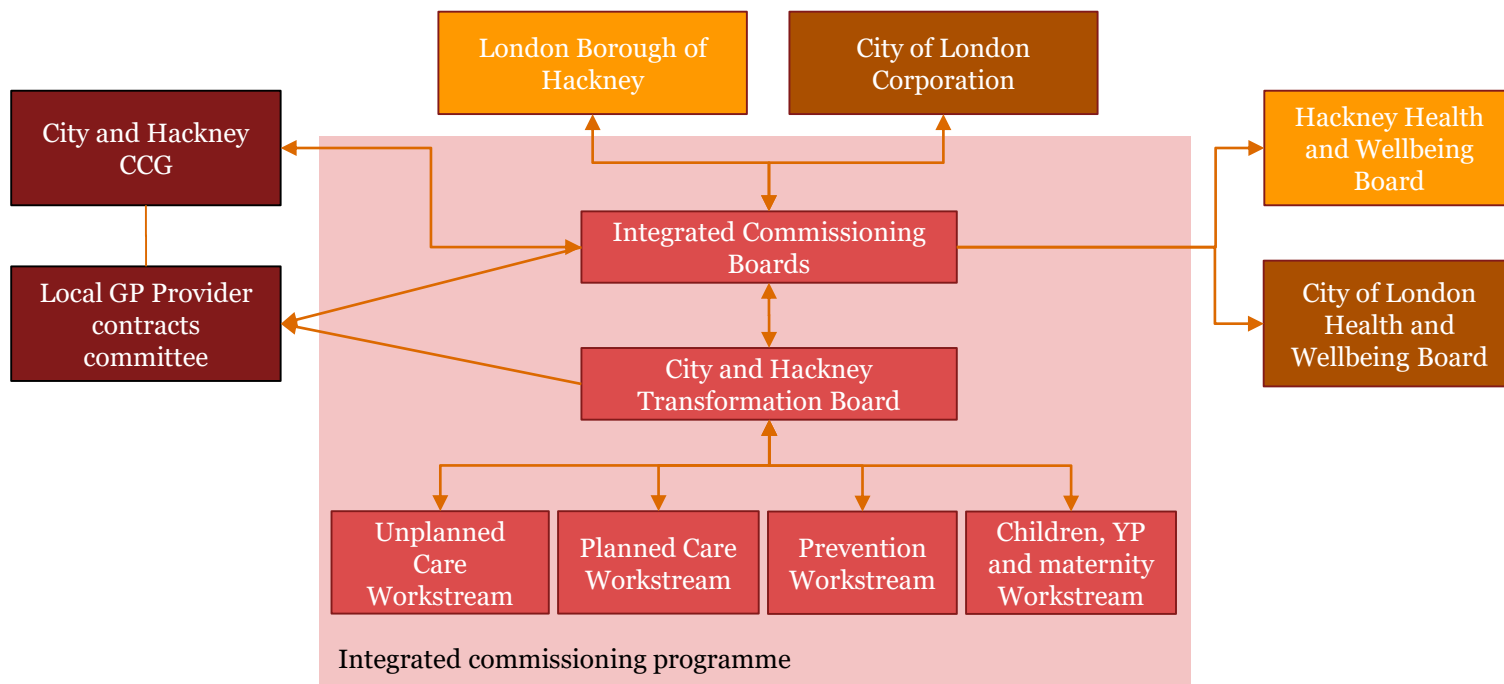 London Borough of
Hackney
City of London
Corporation
City and Hackney
CCG
Hackney Health
and Wellbeing
Board
Integrated Commissioning
Boards
Local GP Provider
contracts
committee
City of London
Health and
Wellbeing Board
City and Hackney
Transformation Board
Unplanned
Care
Workstream
Planned Care
Workstream
Prevention
Workstream
Children, YP
and maternity
Workstream
Integrated commissioning programme